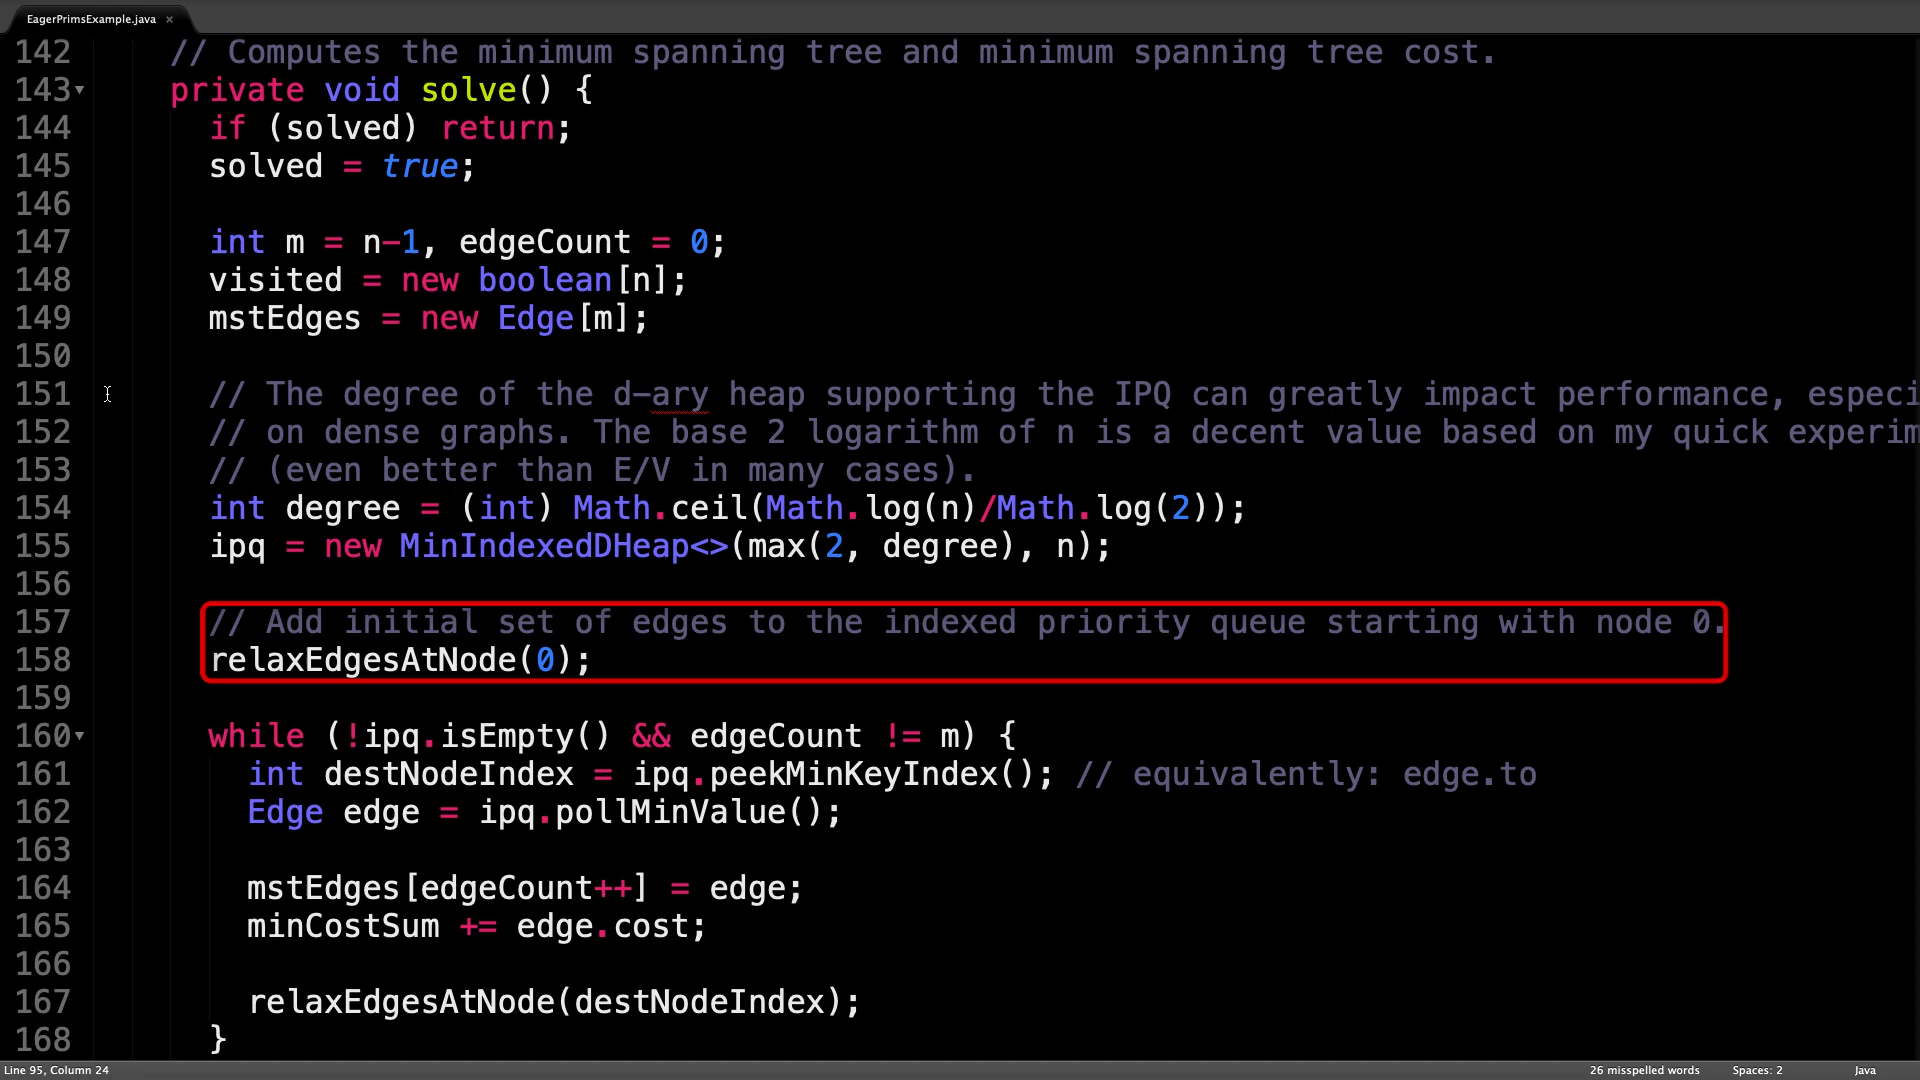 EagerPrimsExample.java ×
142 // Computes the minimum spanning tree and minimum spanning tree cost.
143 private void solve() {
144 if (solved) return;
145 solved = true;
146
147 int m = n-1, edgeCount = 0;
148 visited = new boolean[n];
149 mstEdges = new Edge[m];
150
151 // The degree of the d-ary heap supporting the IPQ can greatly impact performance, especi
152 // on dense graphs. The base 2 logarithm of n is a decent value based on my quick experim
153 // (even better than E/V in many cases).
154 int degree = (int) Math.ceil(Math.log(n)/Math.log(2));
155 ipq = new MinIndexedDHeap<>(max(2, degree), n);
156
157 // Add initial set of edges to the indexed priority queue starting with node 0.
158 relaxEdgesAtNode(0);
159
160 while (!ipq.isEmpty() && edgeCount != m) {
161 int destNodeIndex = ipq.peekMinKeyIndex(); // equivalently: edge.to
162 Edge edge = ipq.pollMinValue();
163
164 mstEdges[edgeCount++] = edge;
165 minCostSum += edge.cost;
166
167 relaxEdgesAtNode(destNodeIndex);
168 }
Line 95, Column 24 26 misspelled words Spaces: 2 Java